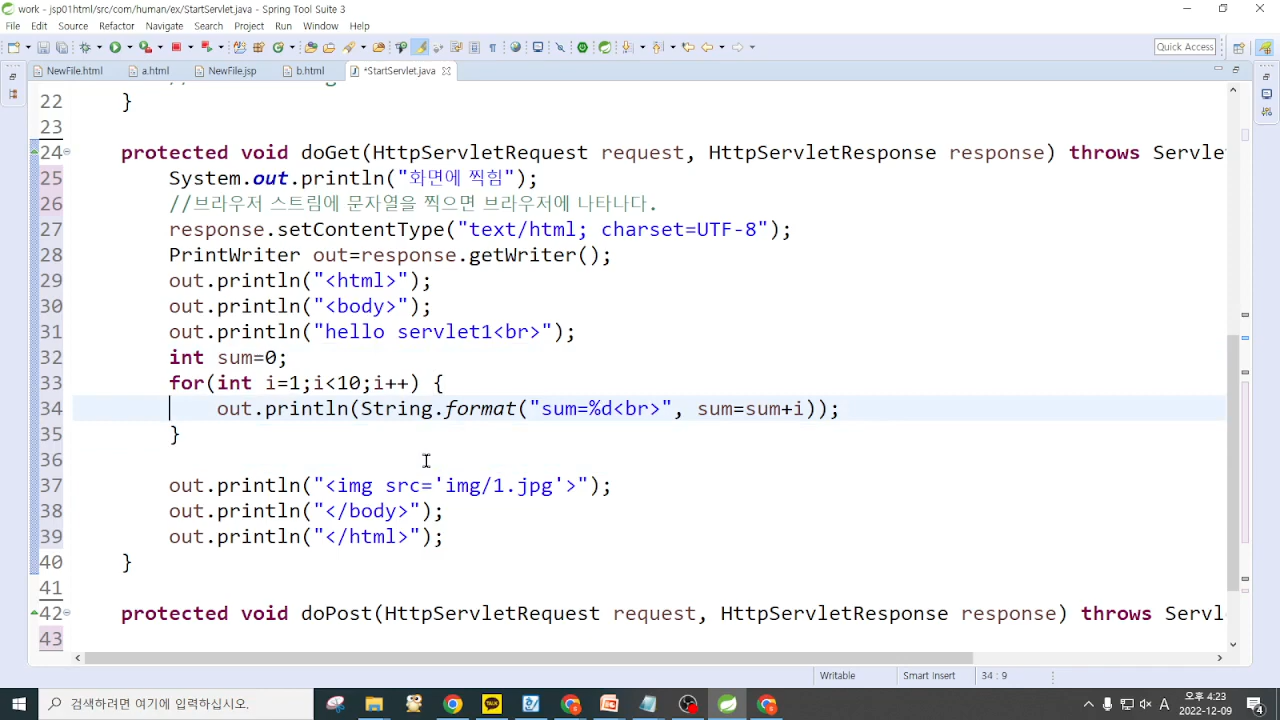 work - jsp01html/src/com/human/ex/StartServlet.java - Spring Tool Suite 3
File Edit Source Refactor Navigate Search Project Run Window Help
Quick Access
NewFile.html a.html NewFile.jsp b.html *StartServlet.java
22 }
23
24 protected void doGet(HttpServletRequest request, HttpServletResponse response) throws Servlet
25 System.out.println("화면에 찍힘");
26 //브라우저 스트림에 문자열을 찍으면 브라우저에 나타나다.
27 response.setContentType("text/html; charset=UTF-8");
28 PrintWriter out=response.getWriter();
29 out.println("<html>");
30 out.println("<body>");
31 out.println("hello servlet1<br>");
32 int sum=0;
33 for(int i=1;i<10;i++) {
34 out.println(String.format("sum=%d<br>", sum=sum+i));
35 }
36
37 out.println("<img src='img/1.jpg'>");
38 out.println("</body>");
39 out.println("</html>");
40 }
41
42 protected void doPost(HttpServletRequest request, HttpServletResponse response) throws Servl
43
Writable Smart Insert 34 : 9
검색하려면 여기에 입력하십시오.
TALK
A
오후 4:23
2022-12-09
4